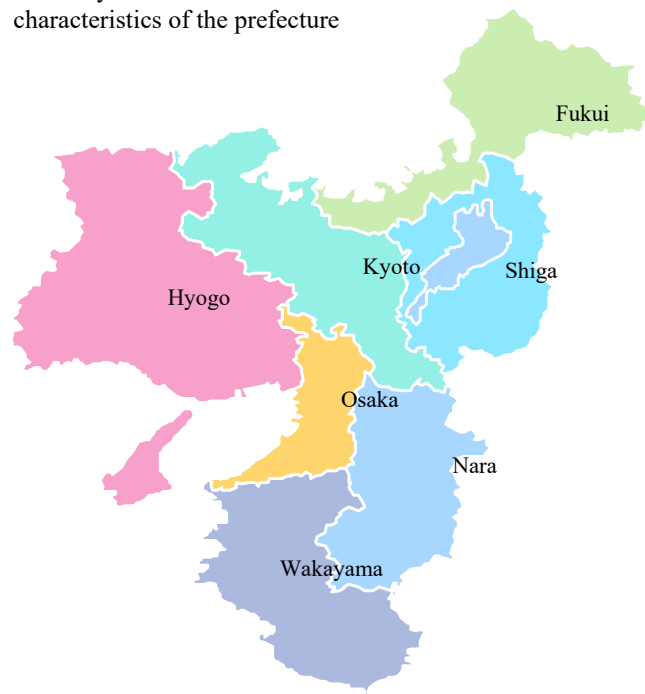 characteristics of the prefecture
Fukui
Kyoto
Shiga
Hyogo
Osaka
Nara
Wakayama